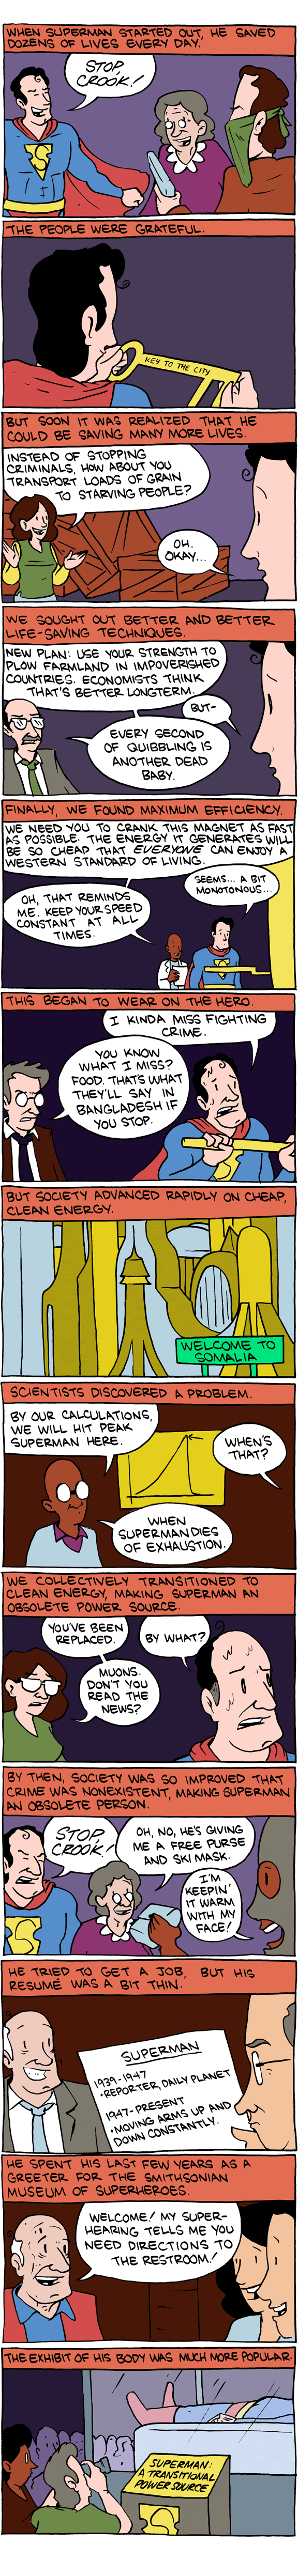 WHEN SUPERMAN STARTED OUT, HE SAVED
DOZENS OF LIVES EVERY DAY.
STOP,
CROOK!
S
THE PEOPLE WERE GRATEFUL.
KEY TO THE CITY
BUT SOON IT WAS REALIZED THAT HE
COULD BE SAVING MANY MORE LIVES.
INSTEAD OF STOPPING
CRIMINALS, HOW ABOUT YOU
TRANSPORT LOADS OF GRAIN
TO STARVING PEOPLE?
OH.
OKAY...
WE SOUGHT OUT BETTER AND BETTER
LIFE-SAVING TECHNIQUES.
NEW PLAN: USE YOUR STRENGTH TO
PLOW FARMLAND IN IMPOVERISHED
COUNTRIES. ECONOMISTS THINK
THAT'S BETTER LONGTERM.
BUT-
EVERY SECOND
OF QUIBBLING IS
ANOTHER DEAD
BABY.
FINALLY, WE FOUND MAXIMUM EFFICIENCY.
WE NEED YOU TO CRANK THIS MAGNET AS FAST
AS POSSIBLE. THE ENERGY IT GENERATES WILL
BE SO CHEAP THAT EVERYONE CAN ENJOY A
WESTERN STANDARD OF LIVING.
SEEMS... A BIT
MONOTONOUS...
OH, THAT REMINDS
ME. KEEP YOUR SPEED
CONSTANT AT ALL
TIMES.
S
THIS BEGAN TO WEAR ON THE HERO.
I KINDA MISS FIGHTING
CRIME.
YOU KNOW
WHAT I MISS?
FOOD. THAT'S WHAT
THEY'LL SAY IN
BANGLADESH IF
YOU STOP.
S
BUT SOCIETY ADVANCED RAPIDLY ON CHEAP,
CLEAN ENERGY.
WELCOME TO
SOMALIA
SCIENTISTS DISCOVERED A PROBLEM.
BY OUR CALCULATIONS,
WE WILL HIT PEAK
SUPERMAN HERE.
WHEN'S
THAT?
WHEN
SUPERMAN DIES
OF EXHAUSTION.
WE COLLECTIVELY TRANSITIONED TO
CLEAN ENERGY, MAKING SUPERMAN AN
OBSOLETE POWER SOURCE.
YOU'VE BEEN
REPLACED.
BY WHAT?
MUONS.
DON'T YOU
READ THE
NEWS?
BY THEN, SOCIETY WAS SO IMPROVED THAT
CRIME WAS NONEXISTENT, MAKING SUPERMAN
AN OBSOLETE PERSON.
STOP,
CROOK!
OH, NO, HE'S GIVING
ME A FREE PURSE
AND SKI MASK.
I'M
KEEPIN'
IT WARM
WITH MY
FACE!
S
HE TRIED TO GET A JOB, BUT HIS
RESUMÉ WAS A BIT THIN.
SUPERMAN
1939-1947
•REPORTER, DAILY PLANET
1947-PRESENT
•MOVING ARMS UP AND
DOWN CONSTANTLY.
HE SPENT HIS LAST FEW YEARS AS A
GREETER FOR THE SMITHSONIAN
MUSEUM OF SUPERHEROES.
WELCOME! MY SUPER-
HEARING TELLS ME YOU
NEED DIRECTIONS TO
THE RESTROOM!
THE EXHIBIT OF HIS BODY WAS MUCH MORE POPULAR.
SUPERMAN:
A TRANSITIONAL
POWER SOURCE
S